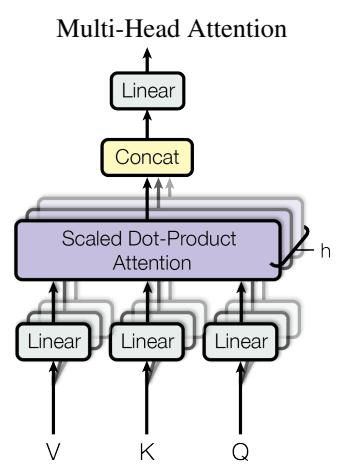 Multi-Head Attention
Linear
Concat
Scaled Dot-Product
Attention
h
Linear Linear Linear
V K Q